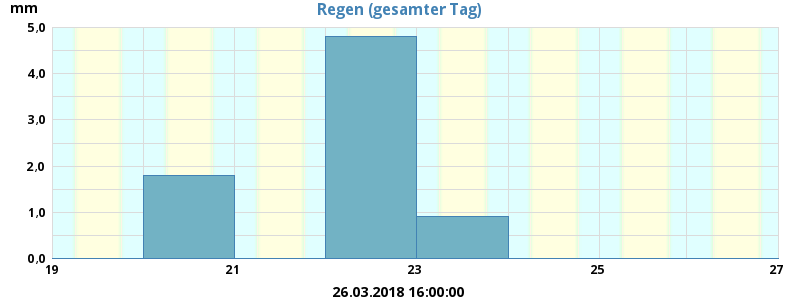 Regen (gesamter Tag)
mm
5,0
4,0
3,0
2,0
1,0
0,0
19 21 23 25 27
26.03.2018 16:00:00